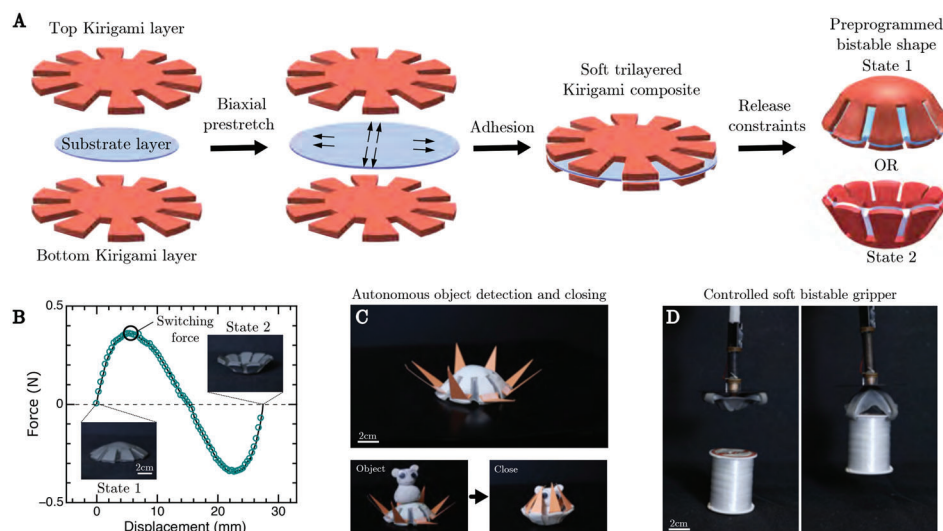 A
Top Kirigami layer
Substrate layer
Bottom Kirigami layer
Biaxial
prestretch
Adhesion
Soft trilayered
Kirigami composite
Release
constraints
Preprogrammed
bistable shape
State 1
OR
State 2
B
Force (N)
0.5
0
-0.5
Switching
force
State 2
2cm
2cm
State 1
0
10
20
30
Displacement (mm)
Autonomous object detection and closing
C
2cm
Object
Close
Controlled soft bistable gripper
D
2cm